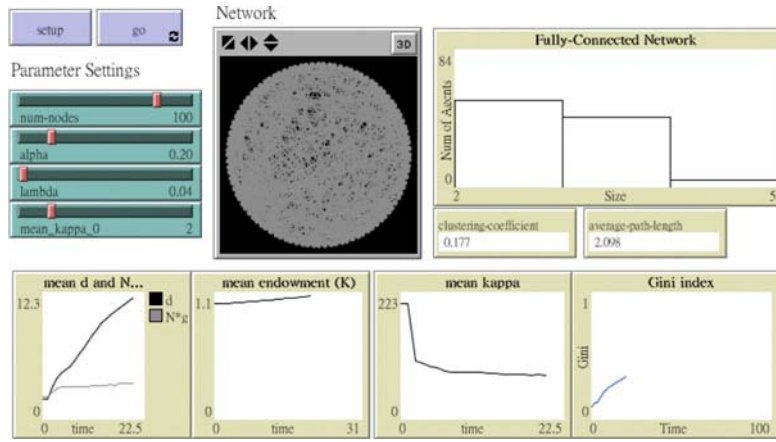 Network
setup
go
3D
Parameter Settings
num-nodes 100
alpha 0.20
lambda 0.04
mean_kappa_0 2
Fully-Connected Network
84
Num of Agents
0
2 Size 5
clustering-coefficient
0.177
average-path-length
2.098
mean d and N...
12.3
d
N*g
0
0 time 22.5
mean endowment (K)
1.1
0
0 time 31
mean kappa
223
0
0 time 22.5
Gini index
1
Gini
0
0 Time 100